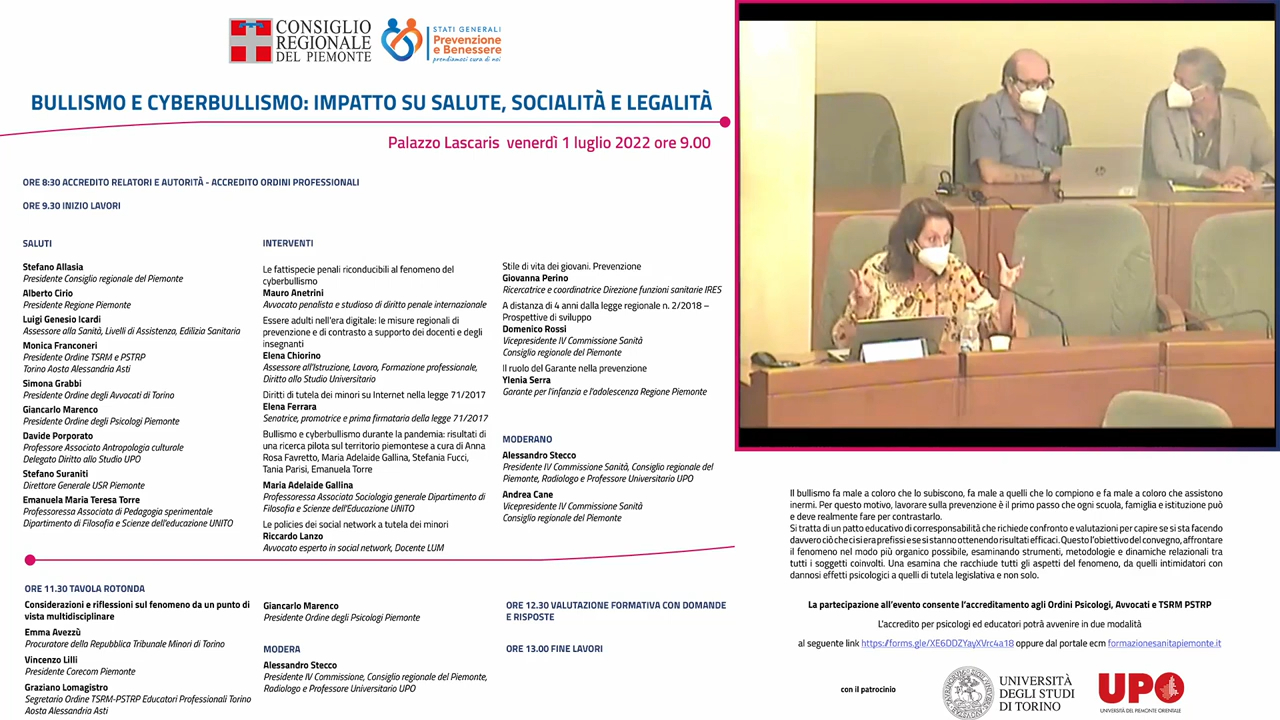 CONSIGLIO
REGIONALE
DEL PIEMONTE
STATI GENERALI
Prevenzione
e Benessere
prendiamoci cura di noi
BULLISMO E CYBERBULLISMO: IMPATTO SU SALUTE, SOCIALITÀ E LEGALITÀ
Palazzo Lascaris venerdì 1 luglio 2022 ore 9.00
ORE 8:30 ACCREDITO RELATORI E AUTORITÀ - ACCREDITO ORDINI PROFESSIONALI
ORE 9.30 INIZIO LAVORI
SALUTI
Stefano Allasia
Presidente Consiglio regionale del Piemonte
Alberto Cirio
Presidente Regione Piemonte
Luigi Genesio Icardi
Assessore alla Sanità, Livelli di Assistenza, Edilizia Sanitaria
Monica Franconeri
Presidente Ordine TSRM e PSTRP
Torino Aosta Alessandria Asti
Simona Grabbi
Presidente Ordine degli Avvocati di Torino
Giancarlo Marenco
Presidente Ordine degli Psicologi Piemonte
Davide Porporato
Professore Associato Antropologia culturale
Delegato Diritto allo Studio UPO
Stefano Suraniti
Direttore Generale USR Piemonte
Emanuela Maria Teresa Torre
Professoressa Associata di Pedagogia sperimentale
Dipartimento di Filosofia e Scienze dell'educazione UNITO
INTERVENTI
Le fattispecie penali riconducibili al fenomeno del
cyberbullismo
Mauro Anetrini
Avvocato penalista e studioso di diritto penale internazionale
Essere adulti nell'era digitale: le misure regionali di
prevenzione e di contrasto a supporto dei docenti e degli
insegnanti
Elena Chiorino
Assessore all'Istruzione, Lavoro, Formazione professionale,
Diritto allo Studio Universitario
Diritti di tutela dei minori su Internet nella legge 71/2017
Elena Ferrara
Senatrice, promotrice e prima firmataria della legge 71/2017
Bullismo e cyberbullismo durante la pandemia: risultati di
una ricerca pilota sul territorio piemontese a cura di Anna
Rosa Favretto, Maria Adelaide Gallina, Stefania Fucci,
Tania Parisi, Emanuela Torre
Maria Adelaide Gallina
Professoressa Associata Sociologia generale Dipartimento di
Filosofia e Scienze dell'Educazione UNITO
Le policies dei social network a tutela dei minori
Riccardo Lanzo
Avvocato esperto in social network, Docente LUM
Stile di vita dei giovani. Prevenzione
Giovanna Perino
Ricercatrice e coordinatrice Direzione funzioni sanitarie IRES
A distanza di 4 anni dalla legge regionale n. 2/2018 –
Prospettive di sviluppo
Domenico Rossi
Vicepresidente IV Commissione Sanità
Consiglio regionale del Piemonte
Il ruolo del Garante nella prevenzione
Ylenia Serra
Garante per l'infanzia e l'adolescenza Regione Piemonte
MODERANO
Alessandro Stecco
Presidente IV Commissione Sanità, Consiglio regionale del
Piemonte, Radiologo e Professore Universitario UPO
Andrea Cane
Vicepresidente IV Commissione Sanità
Consiglio regionale del Piemonte
ORE 11.30 TAVOLA ROTONDA
Considerazioni e riflessioni sul fenomeno da un punto di
vista multidisciplinare
Emma Avezzù
Procuratore della Repubblica Tribunale Minori di Torino
Vincenzo Lilli
Presidente Corecom Piemonte
Graziano Lomagistro
Segretario Ordine TSRM-PSTRP Educatori Professionali Torino
Aosta Alessandria Asti
Giancarlo Marenco
Presidente Ordine degli Psicologi Piemonte
MODERA
Alessandro Stecco
Presidente IV Commissione, Consiglio regionale del Piemonte,
Radiologo e Professore Universitario UPO
ORE 12.30 VALUTAZIONE FORMATIVA CON DOMANDE
E RISPOSTE
ORE 13.00 FINE LAVORI
Il bullismo fa male a coloro che lo subiscono, fa male a quelli che lo compiono e fa male a coloro che assistono
inermi. Per questo motivo, lavorare sulla prevenzione è il primo passo che ogni scuola, famiglia e istituzione può
e deve realmente fare per contrastarlo.
Si tratta di un patto educativo di corresponsabilità che richiede confronto e valutazioni per capire se si sta facendo
davvero ciò che ci si era prefissi e se si stanno ottenendo risultati efficaci. Questo l'obiettivo del convegno, affrontare
il fenomeno nel modo più organico possibile, esaminando strumenti, metodologie e dinamiche relazionali tra
tutti i soggetti coinvolti. Una esamina che racchiude tutti gli aspetti del fenomeno, da quelli intimidatori con
dannosi effetti psicologici a quelli di tutela legislativa e non solo.
La partecipazione all'evento consente l'accreditamento agli Ordini Psicologi, Avvocati e TSRM PSTRP
L'accredito per psicologi ed educatori potrà avvenire in due modalità
al seguente link https://forms.gle/XE6DDZYayXVrc4a18 oppure dal portale ecm formazionesanitapiemonte.it
con il patrocinio
UNIVERSITÀ
DEGLI STUDI
DI TORINO
UPO
UNIVERSITÀ DEL PIEMONTE ORIENTALE